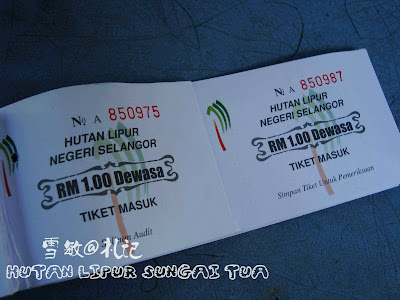 No A 850975
HUTAN LIPUR
NEGERI SELANGOR
RM 1.00 Dewasa
TIKET MASUK
Audit
No A 850987
HUTAN LIPUR
NEGERI SELANGOR
RM 1.00 Dewasa
TIKET MASUK
Simpan Tiket Untuk Pemeriksaan
雪敏@札记
HUTAN LIPUR SUNGAI TUA